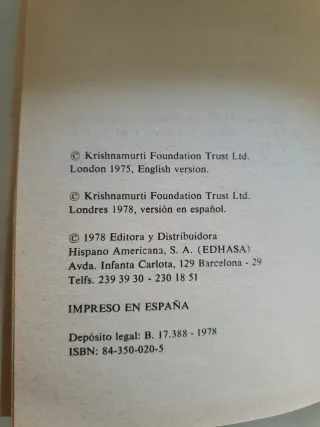 © Krishnamurti Foundation Trust Ltd.
London 1975, English version.
© Krishnamurti Foundation Trust Ltd.
Londres 1978, versión en español.
© 1978 Editora y Distribuidora
Hispano Americana, S. A. (EDHASA)
Avda. Infanta Carlota, 129 Barcelona - 29
Telfs. 239 39 30 - 230 18 51
IMPRESO EN ESPAÑA
Depósito legal: B. 17.388 - 1978
ISBN: 84-350-020-5